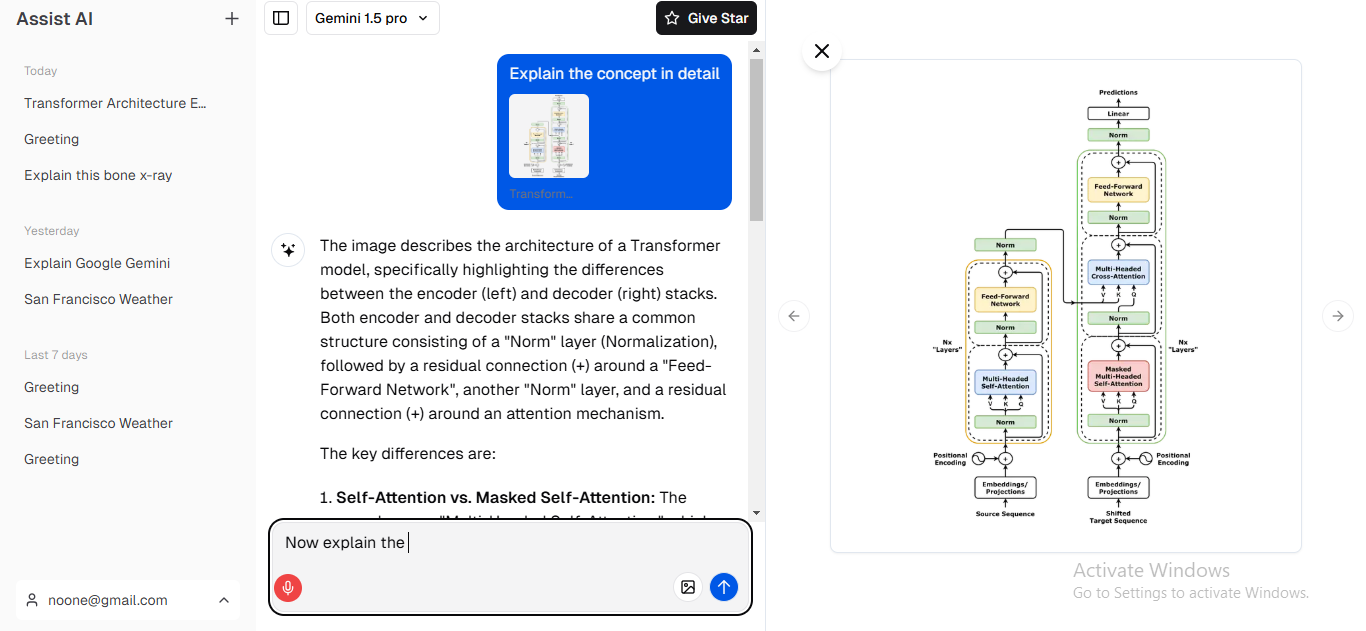 Assist AI
Today
Transformer Architecture E...
Greeting
Explain this bone x-ray
Yesterday
Explain Google Gemini
San Francisco Weather
Last 7 days
Greeting
San Francisco Weather
Greeting
noone@gmail.com
Gemini 1.5 pro
Give Star
Explain the concept in detail
Transform...
The image describes the architecture of a Transformer
model, specifically highlighting the differences
between the encoder (left) and decoder (right) stacks.
Both encoder and decoder stacks share a common
structure consisting of a "Norm" layer (Normalization),
followed by a residual connection (+) around a "Feed-
Forward Network", another "Norm" layer, and a residual
connection (+) around an attention mechanism.
The key differences are:
1. Self-Attention vs. Masked Self-Attention: The
Now explain the
Predictions
Linear
Norm
+
Feed-Forward
Network
Norm
+
Multi-Headed
Cross-Attention
V K Q
Norm
+
Masked
Multi-Headed
Self-Attention
V K Q
Norm
Nx
"Layers"
+
Positional
Encoding
Embeddings/
Projections
Shifted
Target Sequence
Norm
+
Feed-Forward
Network
Norm
+
Multi-Headed
Self-Attention
V K Q
Norm
Nx
"Layers"
Positional
Encoding
+
Embeddings/
Projections
Source Sequence
Activate Windows
Go to Settings to activate Windows.